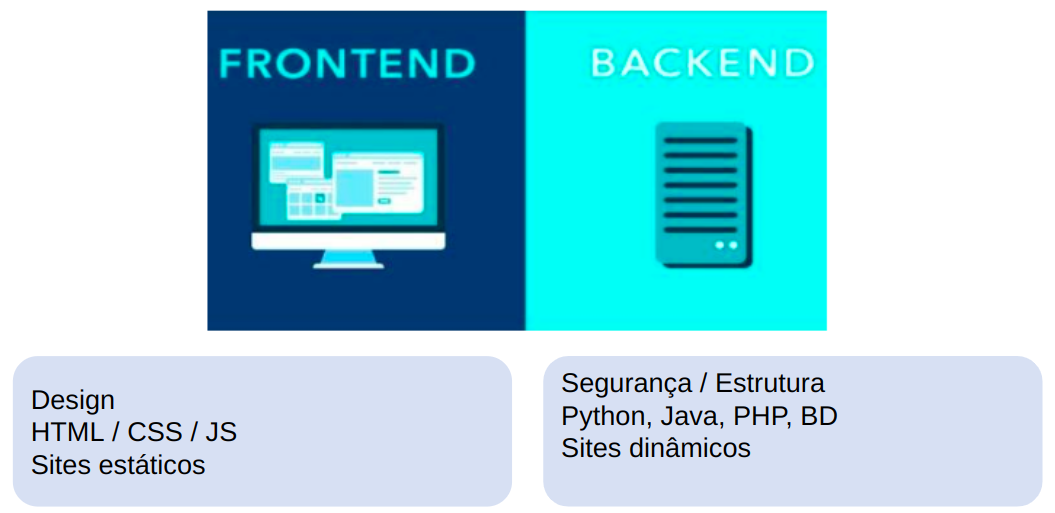 FRONTEND
BACKEND
Design
HTML / CSS / JS
Sites estáticos
Segurança / Estrutura
Python, Java, PHP, BD
Sites dinâmicos